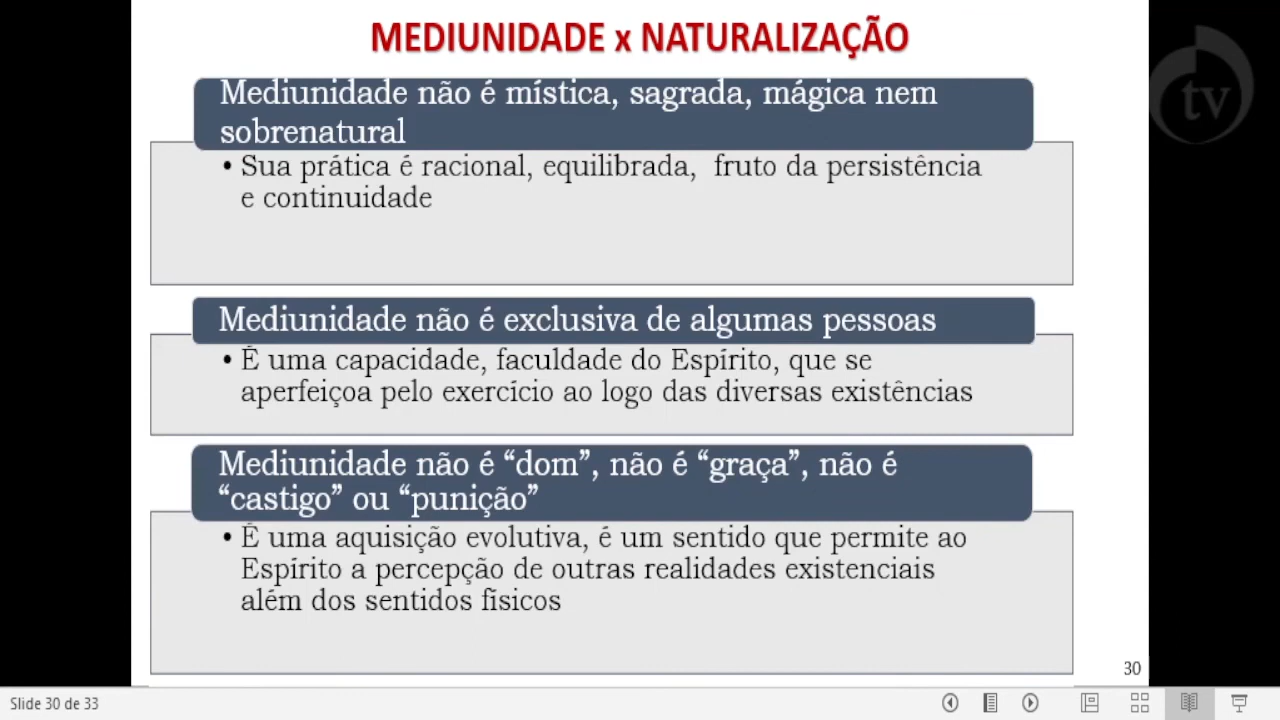 MEDIUNIDADE x NATURALIZAÇÃO
tv
Mediunidade não é mística, sagrada, mágica nem
sobrenatural
• Sua prática é racional, equilibrada, fruto da persistência
e continuidade
Mediunidade não é exclusiva de algumas pessoas
• É uma capacidade, faculdade do Espírito, que se
aperfeiçoa pelo exercício ao logo das diversas existências
Mediunidade não é “dom”, não é “graça”, não é
“castigo” ou “punição”
• É uma aquisição evolutiva, é um sentido que permite ao
Espírito a percepção de outras realidades existenciais
além dos sentidos físicos
30
Slide 30 de 33